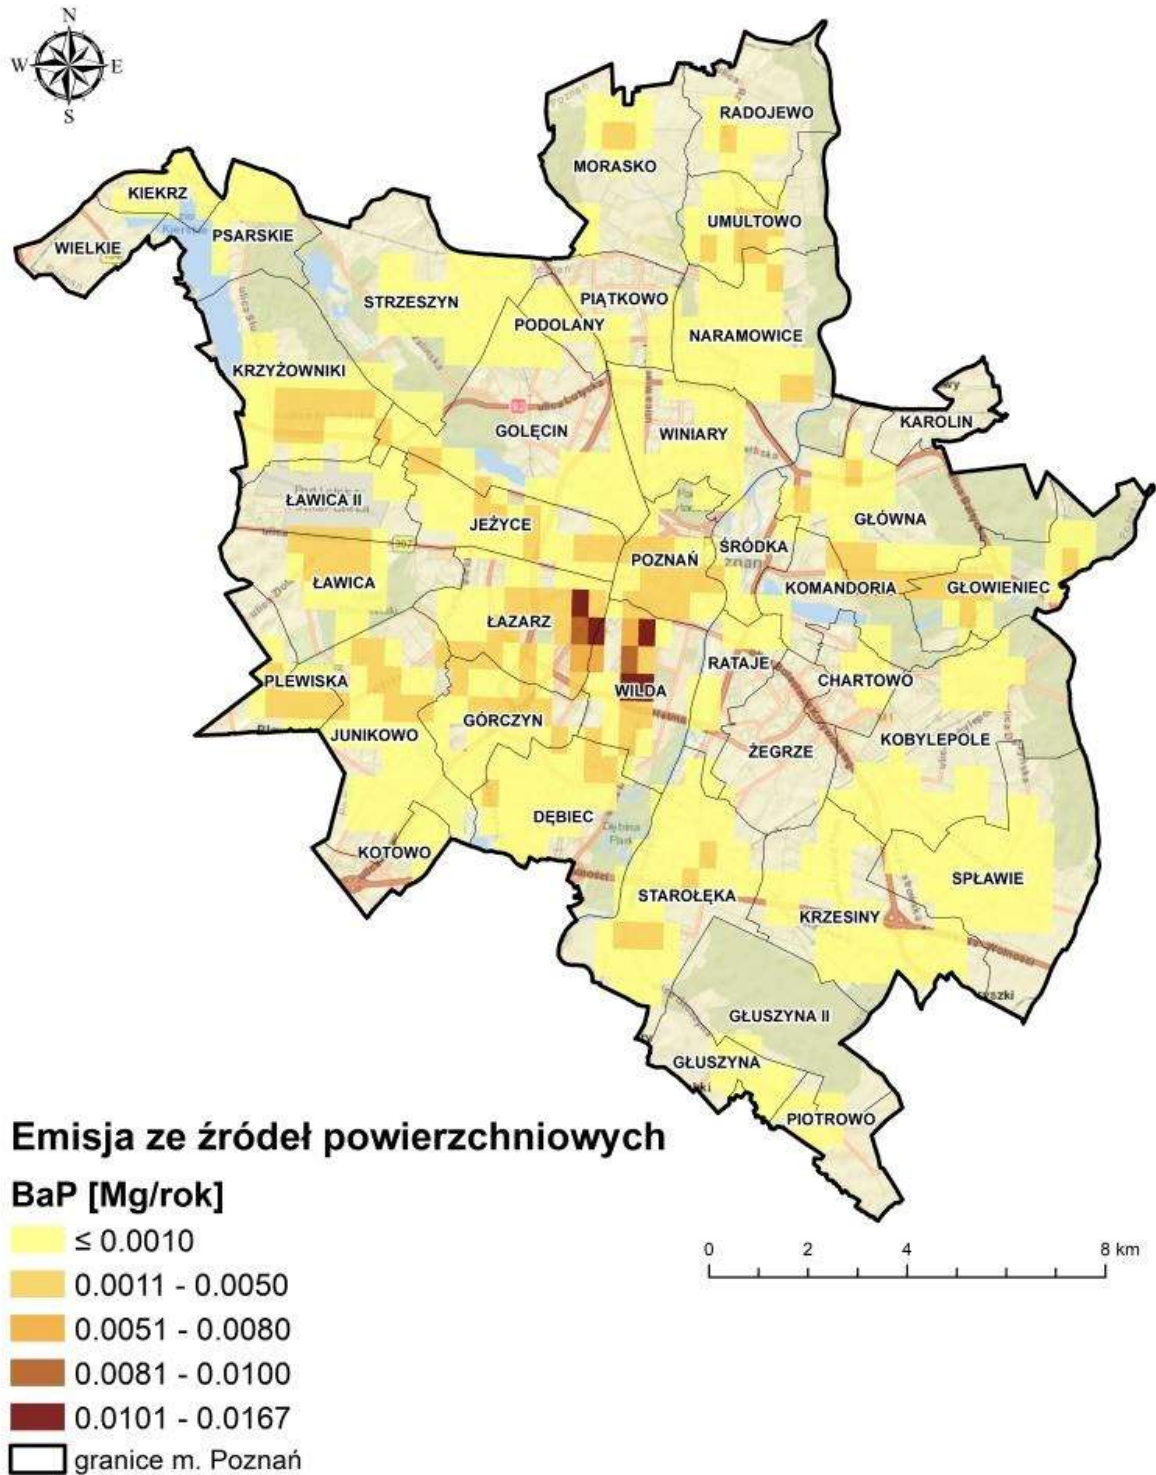 N
W E
S
RADOJEWO
MORASKO
KIEKRZ
UMULTOWO
PSARSKIE
WIELKIE
PIĄTKOWO
STRZESZYN
PODOLANY
NARAMOWICE
KRZYŻOWNIKI
KAROLIN
GOLĘCIN
WINIARY
ŁAWICA II
GŁÓWNA
JEŻYCE
ŚRÓDKA
POZNAŃ
ŁAWICA
KOMANDORIA
GŁOWIENIEC
ŁAZARZ
RATAJE
PLEWISKA
CHARTOWO
WILDA
GÓRCZYN
JUNIKOWO
KOBYLEPOLE
ŻEGRZE
DĘBIEC
KOTOWO
SPŁAWIE
STAROŁĘKA
KRZESINY
GŁUSZYNA II
GŁUSZYNA
PIOTROWO
Emisja ze źródeł powierzchniowych
BaP [Mg/rok]
≤ 0.0010
0.0011 - 0.0050
0.0051 - 0.0080
0.0081 - 0.0100
0.0101 - 0.0167
granice m. Poznań
0 2 4 8 km